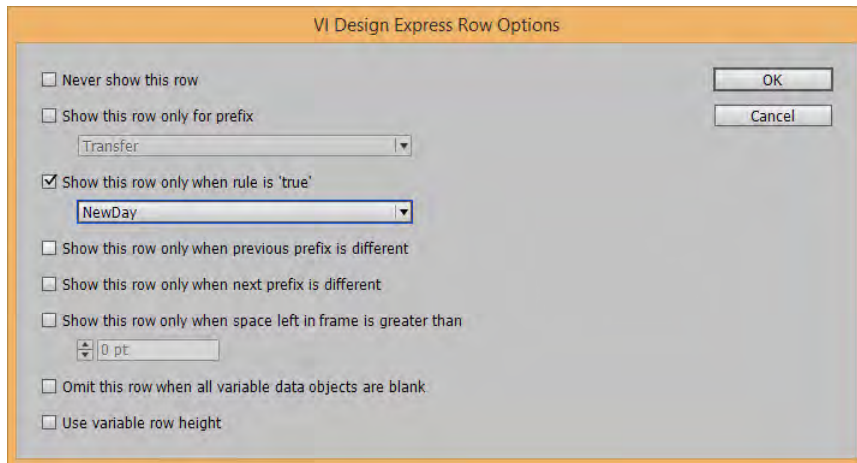 VI Design Express Row Options
Never show this row
OK
Show this row only for prefix
Cancel
Transfer
Show this row only when rule is 'true'
NewDay
Show this row only when previous prefix is different
Show this row only when next prefix is different
Show this row only when space left in frame is greater than
0 pt
Omit this row when all variable data objects are blank
Use variable row height